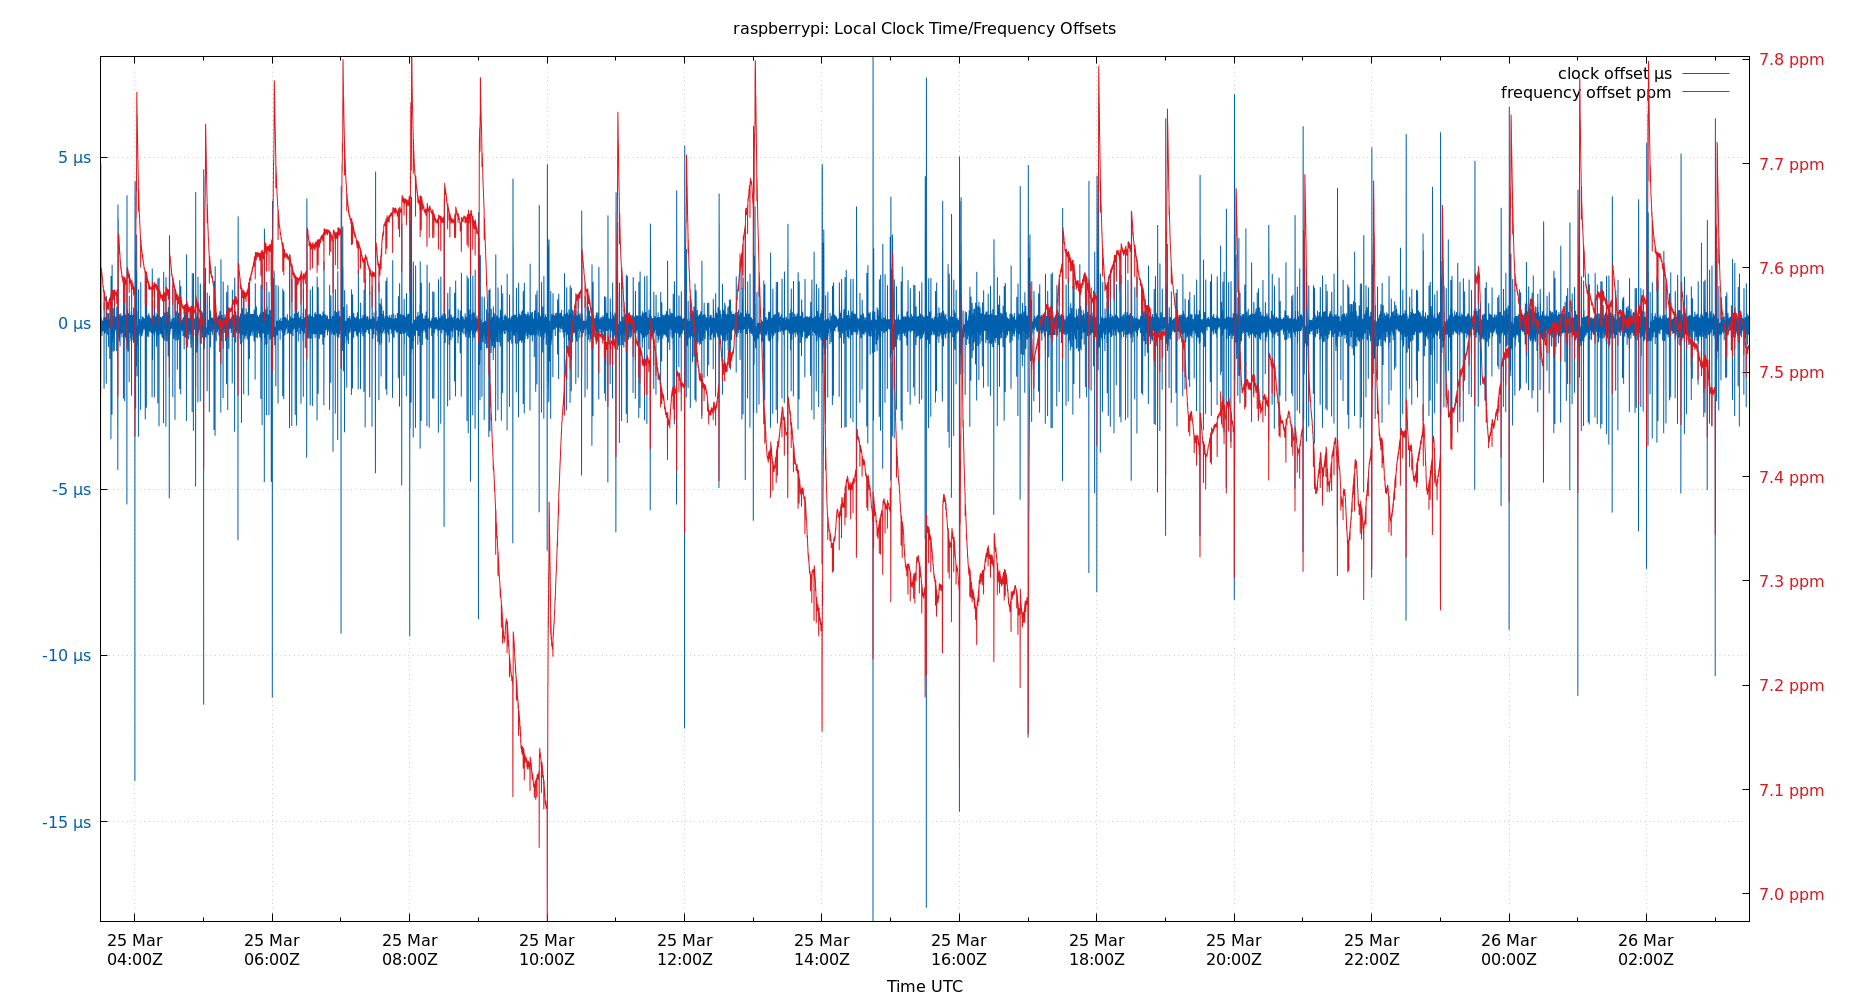 raspberrypi: Local Clock Time/Frequency Offsets
clock offset µs
frequency offset ppm
5 µs
0 µs
-5 µs
-10 µs
-15 µs
7.8 ppm
7.7 ppm
7.6 ppm
7.5 ppm
7.4 ppm
7.3 ppm
7.2 ppm
7.1 ppm
7.0 ppm
25 Mar 25 Mar 25 Mar 25 Mar 25 Mar 25 Mar 25 Mar 25 Mar 25 Mar 25 Mar 26 Mar 26 Mar
04:00Z 06:00Z 08:00Z 10:00Z 12:00Z 14:00Z 16:00Z 18:00Z 20:00Z 22:00Z 00:00Z 02:00Z
Time UTC